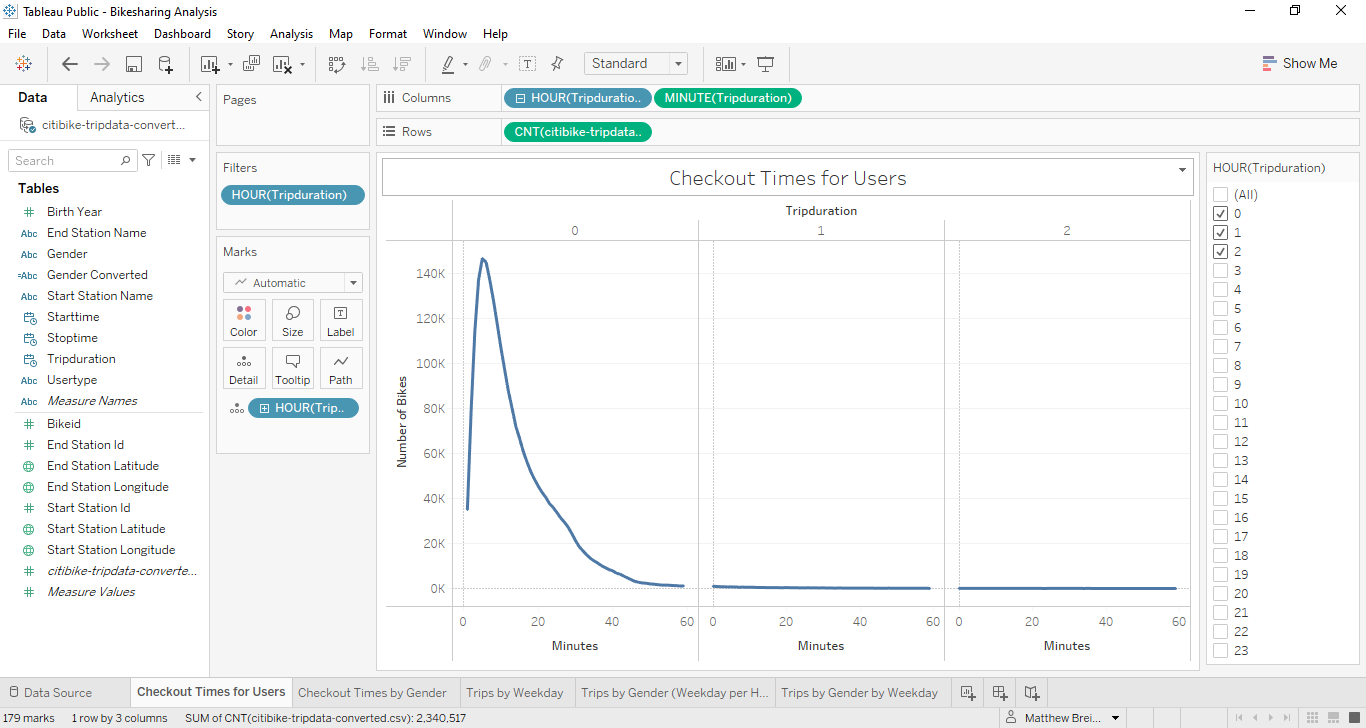 Tableau Public - Bikesharing Analysis
File Data Worksheet Dashboard Story Analysis Map Format Window Help
Standard
Show Me
Data Analytics
citibike-tripdata-convert...
Search
Tables
# Birth Year
Abc End Station Name
Abc Gender
=Abc Gender Converted
Abc Start Station Name
Starttime
Stoptime
Tripduration
Abc Usertype
Abc Measure Names
# Bikeid
# End Station Id
End Station Latitude
End Station Longitude
# Start Station Id
Start Station Latitude
Start Station Longitude
# citibike-tripdata-converte...
# Measure Values
Pages
Filters
HOUR(Tripduration)
Marks
Automatic
Color Size Label
Detail Tooltip Path
HOUR(Trip..
Columns HOUR(Tripduratio.. MINUTE(Tripduration)
Rows CNT(citibike-tripdata..
Checkout Times for Users
Tripduration
0 1 2
Number of Bikes
140K
120K
100K
80K
60K
40K
20K
0K
0 20 40 60 0 20 40 60 0 20 40 60
Minutes Minutes Minutes
HOUR(Tripduration)
(All)
0
1
2
3
4
5
6
7
8
9
10
11
12
13
14
15
16
17
18
19
20
21
22
23
Data Source Checkout Times for Users Checkout Times by Gender Trips by Weekday Trips by Gender (Weekday per H... Trips by Gender by Weekday
179 marks 1 row by 3 columns SUM of CNT(citibike-tripdata-converted.csv): 2,340,517 Matthew Brei...